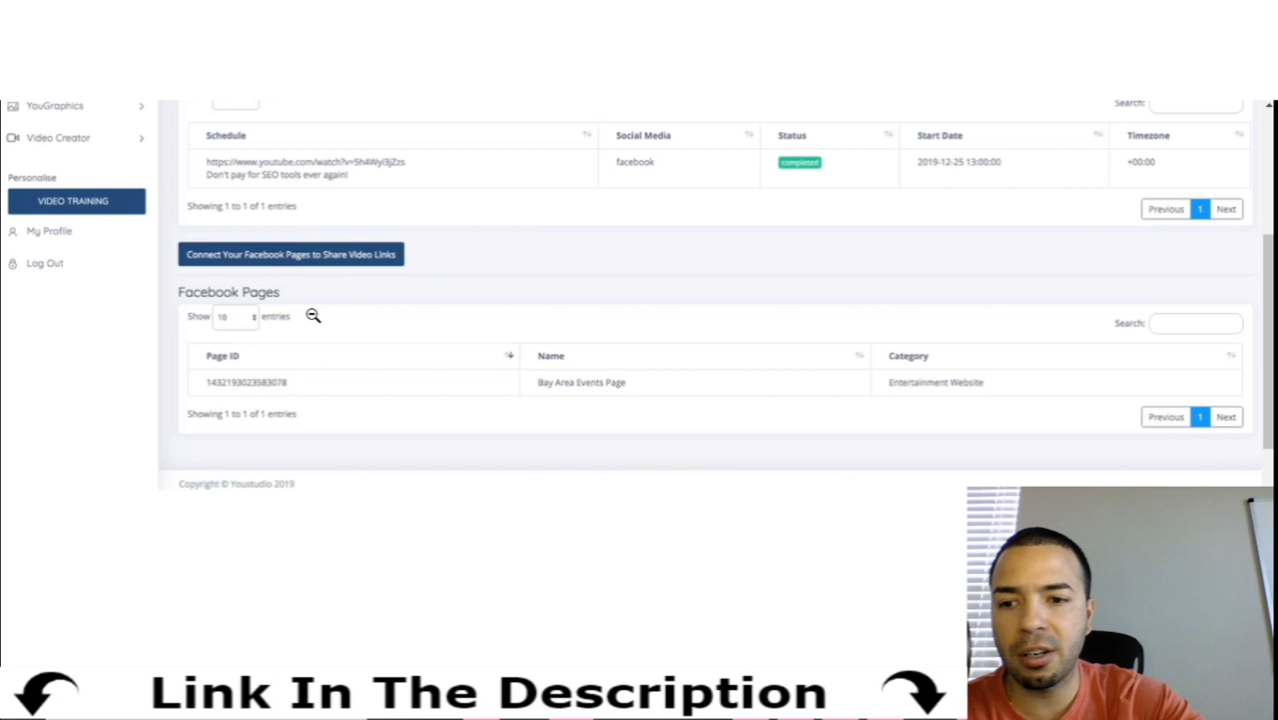 YouGraphics
Search:
Video Creator
Schedule Social Media Status Start Date Timezone
https://www.youtube.com/watch?v=5h4Wyi3jZzs facebook completed 2019-12-25 13:00:00 +00:00
Don't pay for SEO tools ever again!
Personalise
VIDEO TRAINING
Showing 1 to 1 of 1 entries Previous 1 Next
My Profile
Connect Your Facebook Pages to Share Video Links
Log Out
Facebook Pages
Show 10 entries Search:
Page ID Name Category
1432193023583078 Bay Area Events Page Entertainment Website
Showing 1 to 1 of 1 entries Previous 1 Next
Copyright © Youstudio 2019
Link In The Description